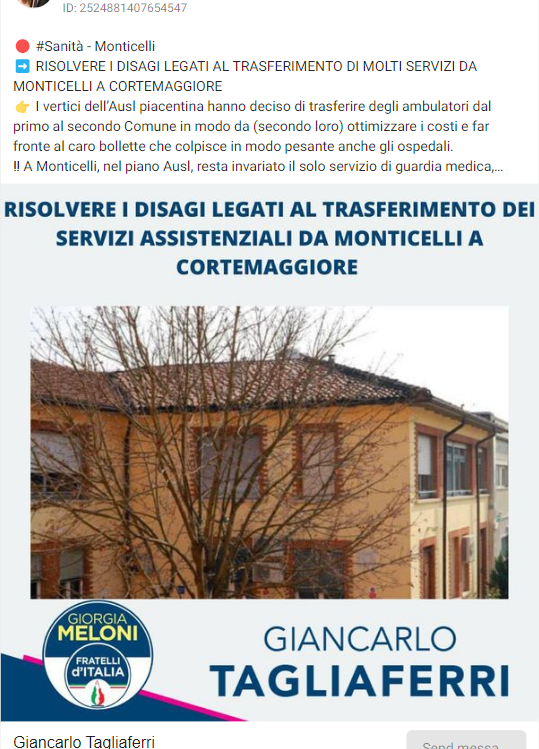 ID: 2524881407654547
🔴 #Sanità - Monticelli
➡️ RISOLVERE I DISAGI LEGATI AL TRASFERIMENTO DI MOLTI SERVIZI DA
MONTICELLI A CORTEMAGGIORE
👉 I vertici dell'Ausl piacentina hanno deciso di trasferire degli ambulatori dal
primo al secondo Comune in modo da (secondo loro) ottimizzare i costi e far
fronte al caro bollette che colpisce in modo pesante anche gli ospedali.
‼️ A Monticelli, nel piano Ausl, resta invariato il solo servizio di guardia medica,...
RISOLVERE I DISAGI LEGATI AL TRASFERIMENTO DEI
SERVIZI ASSISTENZIALI DA MONTICELLI A
CORTEMAGGIORE
GIORGIA
MELONI
FRATELLI
d'ITALIA
GIANCARLO
TAGLIAFERRI
Giancarlo Tagliaferri
Send messa...